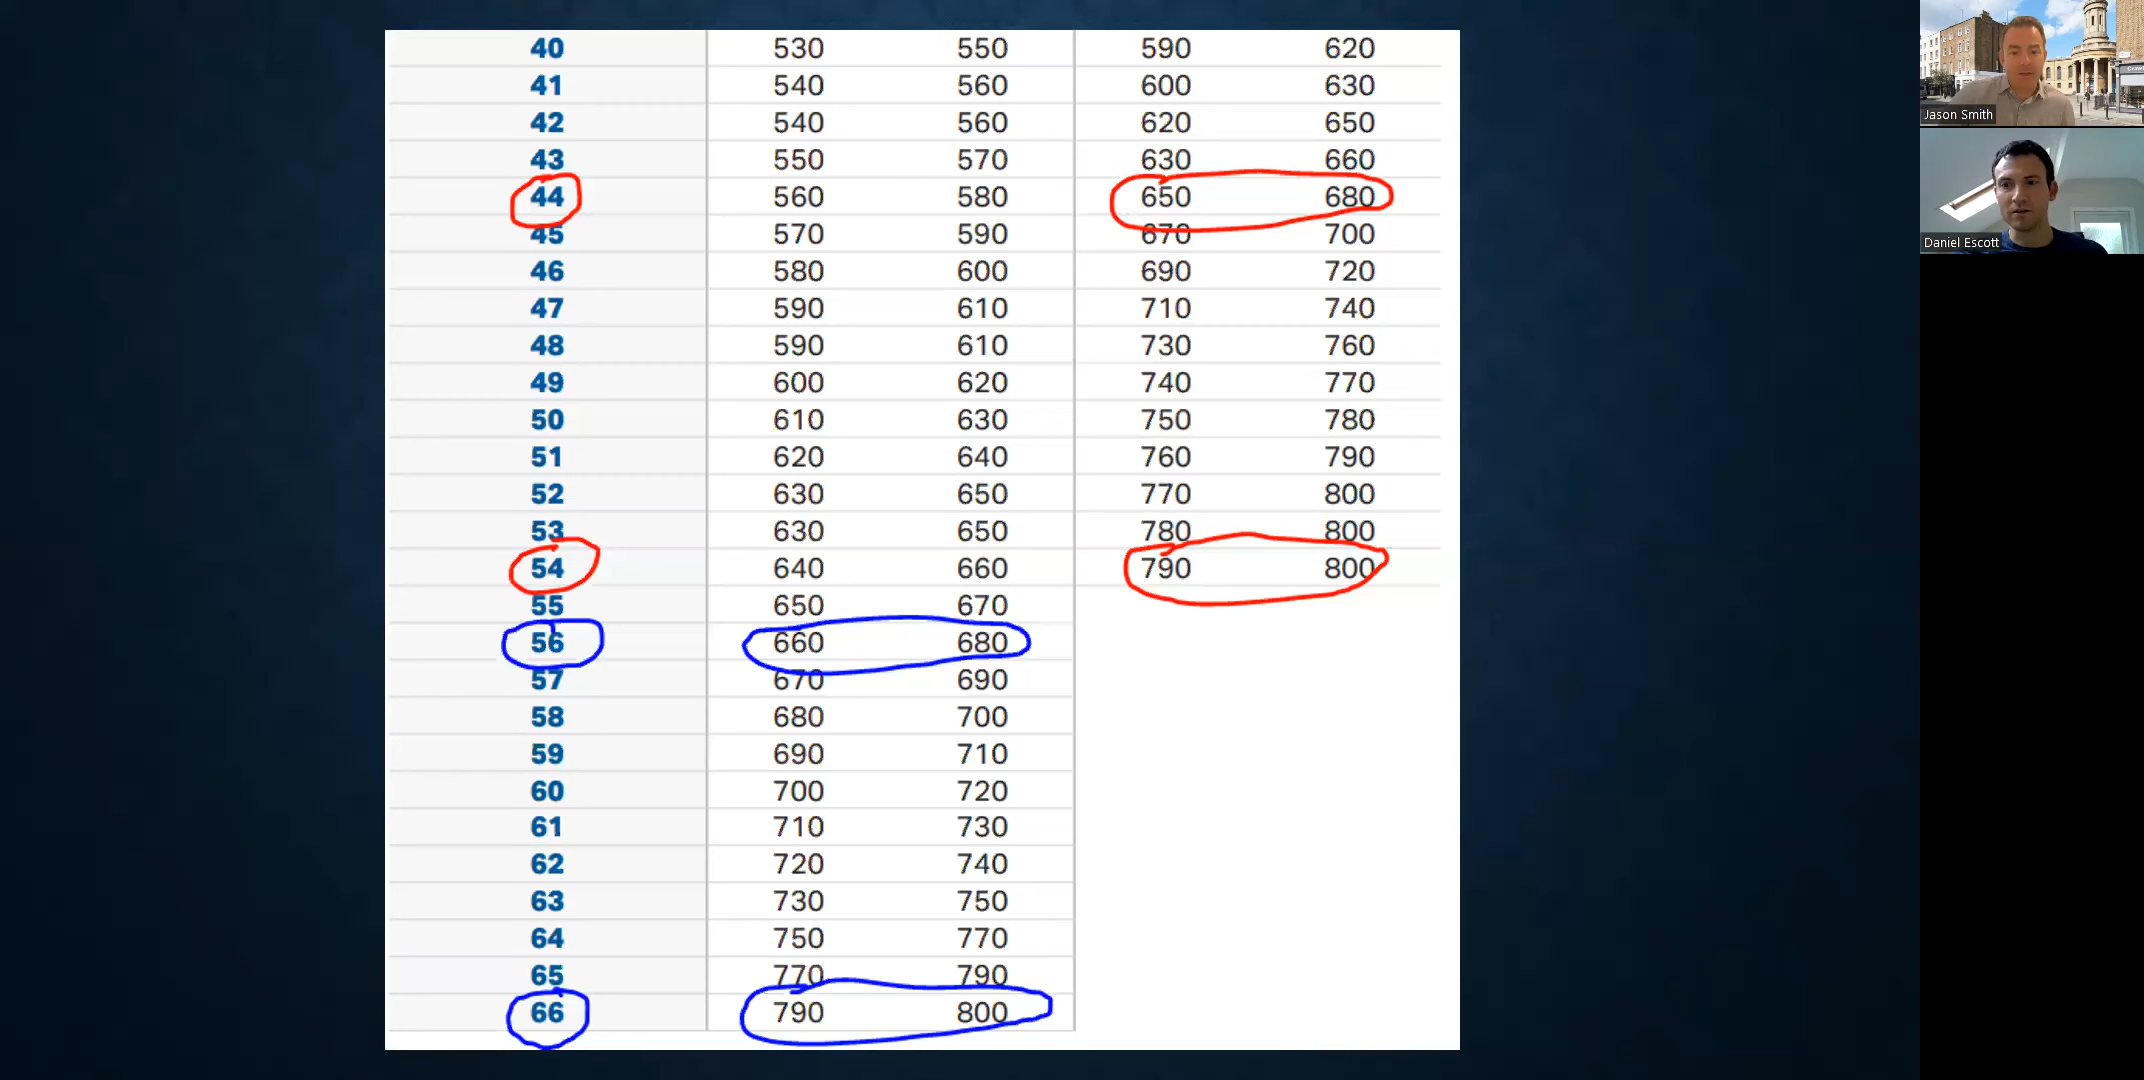 40 530 550 590 620
41 540 560 600 630
42 540 560 620 650
43 550 570 630 660
44 560 580 650 680
45 570 590 670 700
46 580 600 690 720
47 590 610 710 740
48 590 610 730 760
49 600 620 740 770
50 610 630 750 780
51 620 640 760 790
52 630 650 770 800
53 630 650 780 800
54 640 660 790 800
55 650 670
56 660 680
57 670 690
58 680 700
59 690 710
60 700 720
61 710 730
62 720 740
63 730 750
64 750 770
65 770 790
66 790 800
Jason Smith
Daniel Escott